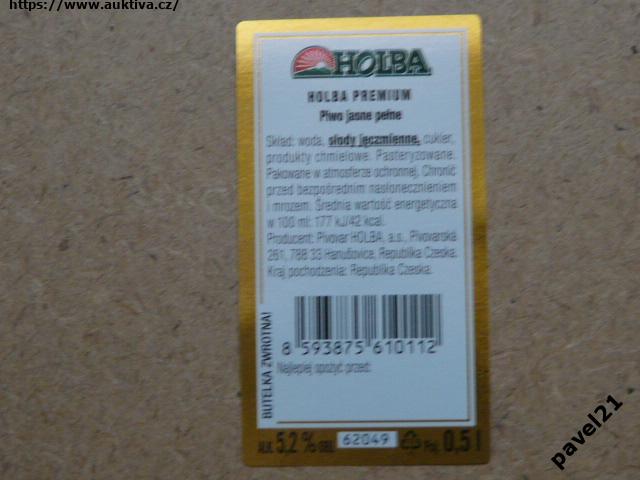 https://www.auktiva.cz/
HOLBA
HOLBA PREMIUM
Piwo jasne pełne
Skład: woda, słody jęczmienne, cukier,
produkty chmielowe. Pasteryzowane.
Pakowane w atmosferze ochronnej. Chronić
przed bezpośrednim nasłonecznieniem
i mrozem. Średnia wartość energetyczna
w 100 ml: 177 kJ/42 kcal.
Producent: Pivovar HOLBA, a.s., Pivovarská
261, 788 33 Hanušovice, Republika Czeska.
Kraj pochodzenia: Republika Czeska.
BUTELKA ZWROTNA!
8 593875 610112
Najlepiej spożyć przed:
ALK. 5,2 % OBJ. 62049 Poj. 0,5 l
pavel21